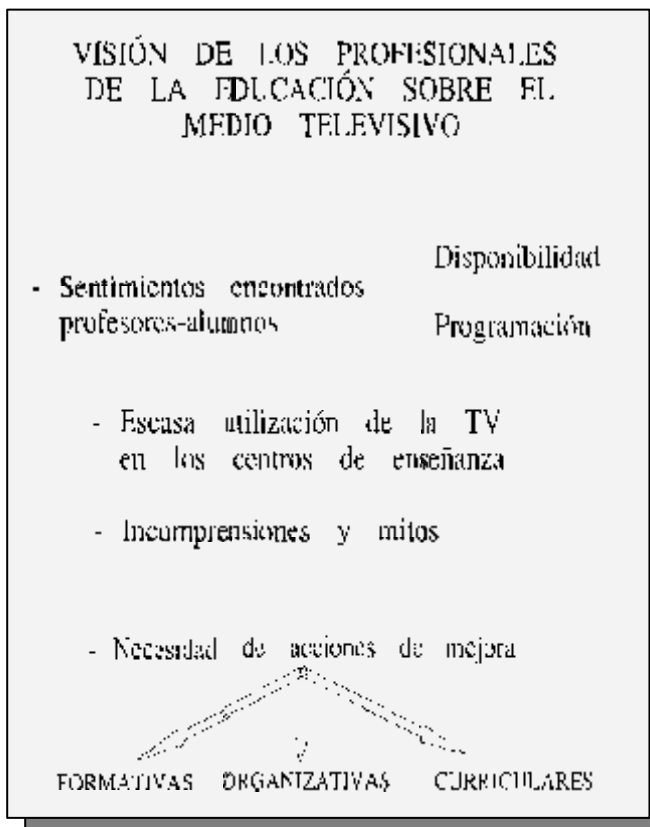 VISIÓN DE LOS PROFESIONALES
DE LA EDUCACIÓN SOBRE EL
MEDIO TELEVISIVO
Disponibilidad
- Sentimientos encontrados
profesores-alumnos
Programación
- Escasa utilización de la TV
en los centros de enseñanza
- Incomprensiones y mitos
- Necesidad de acciones de mejora
FORMATIVAS ORGANIZATIVAS CURRICULARES